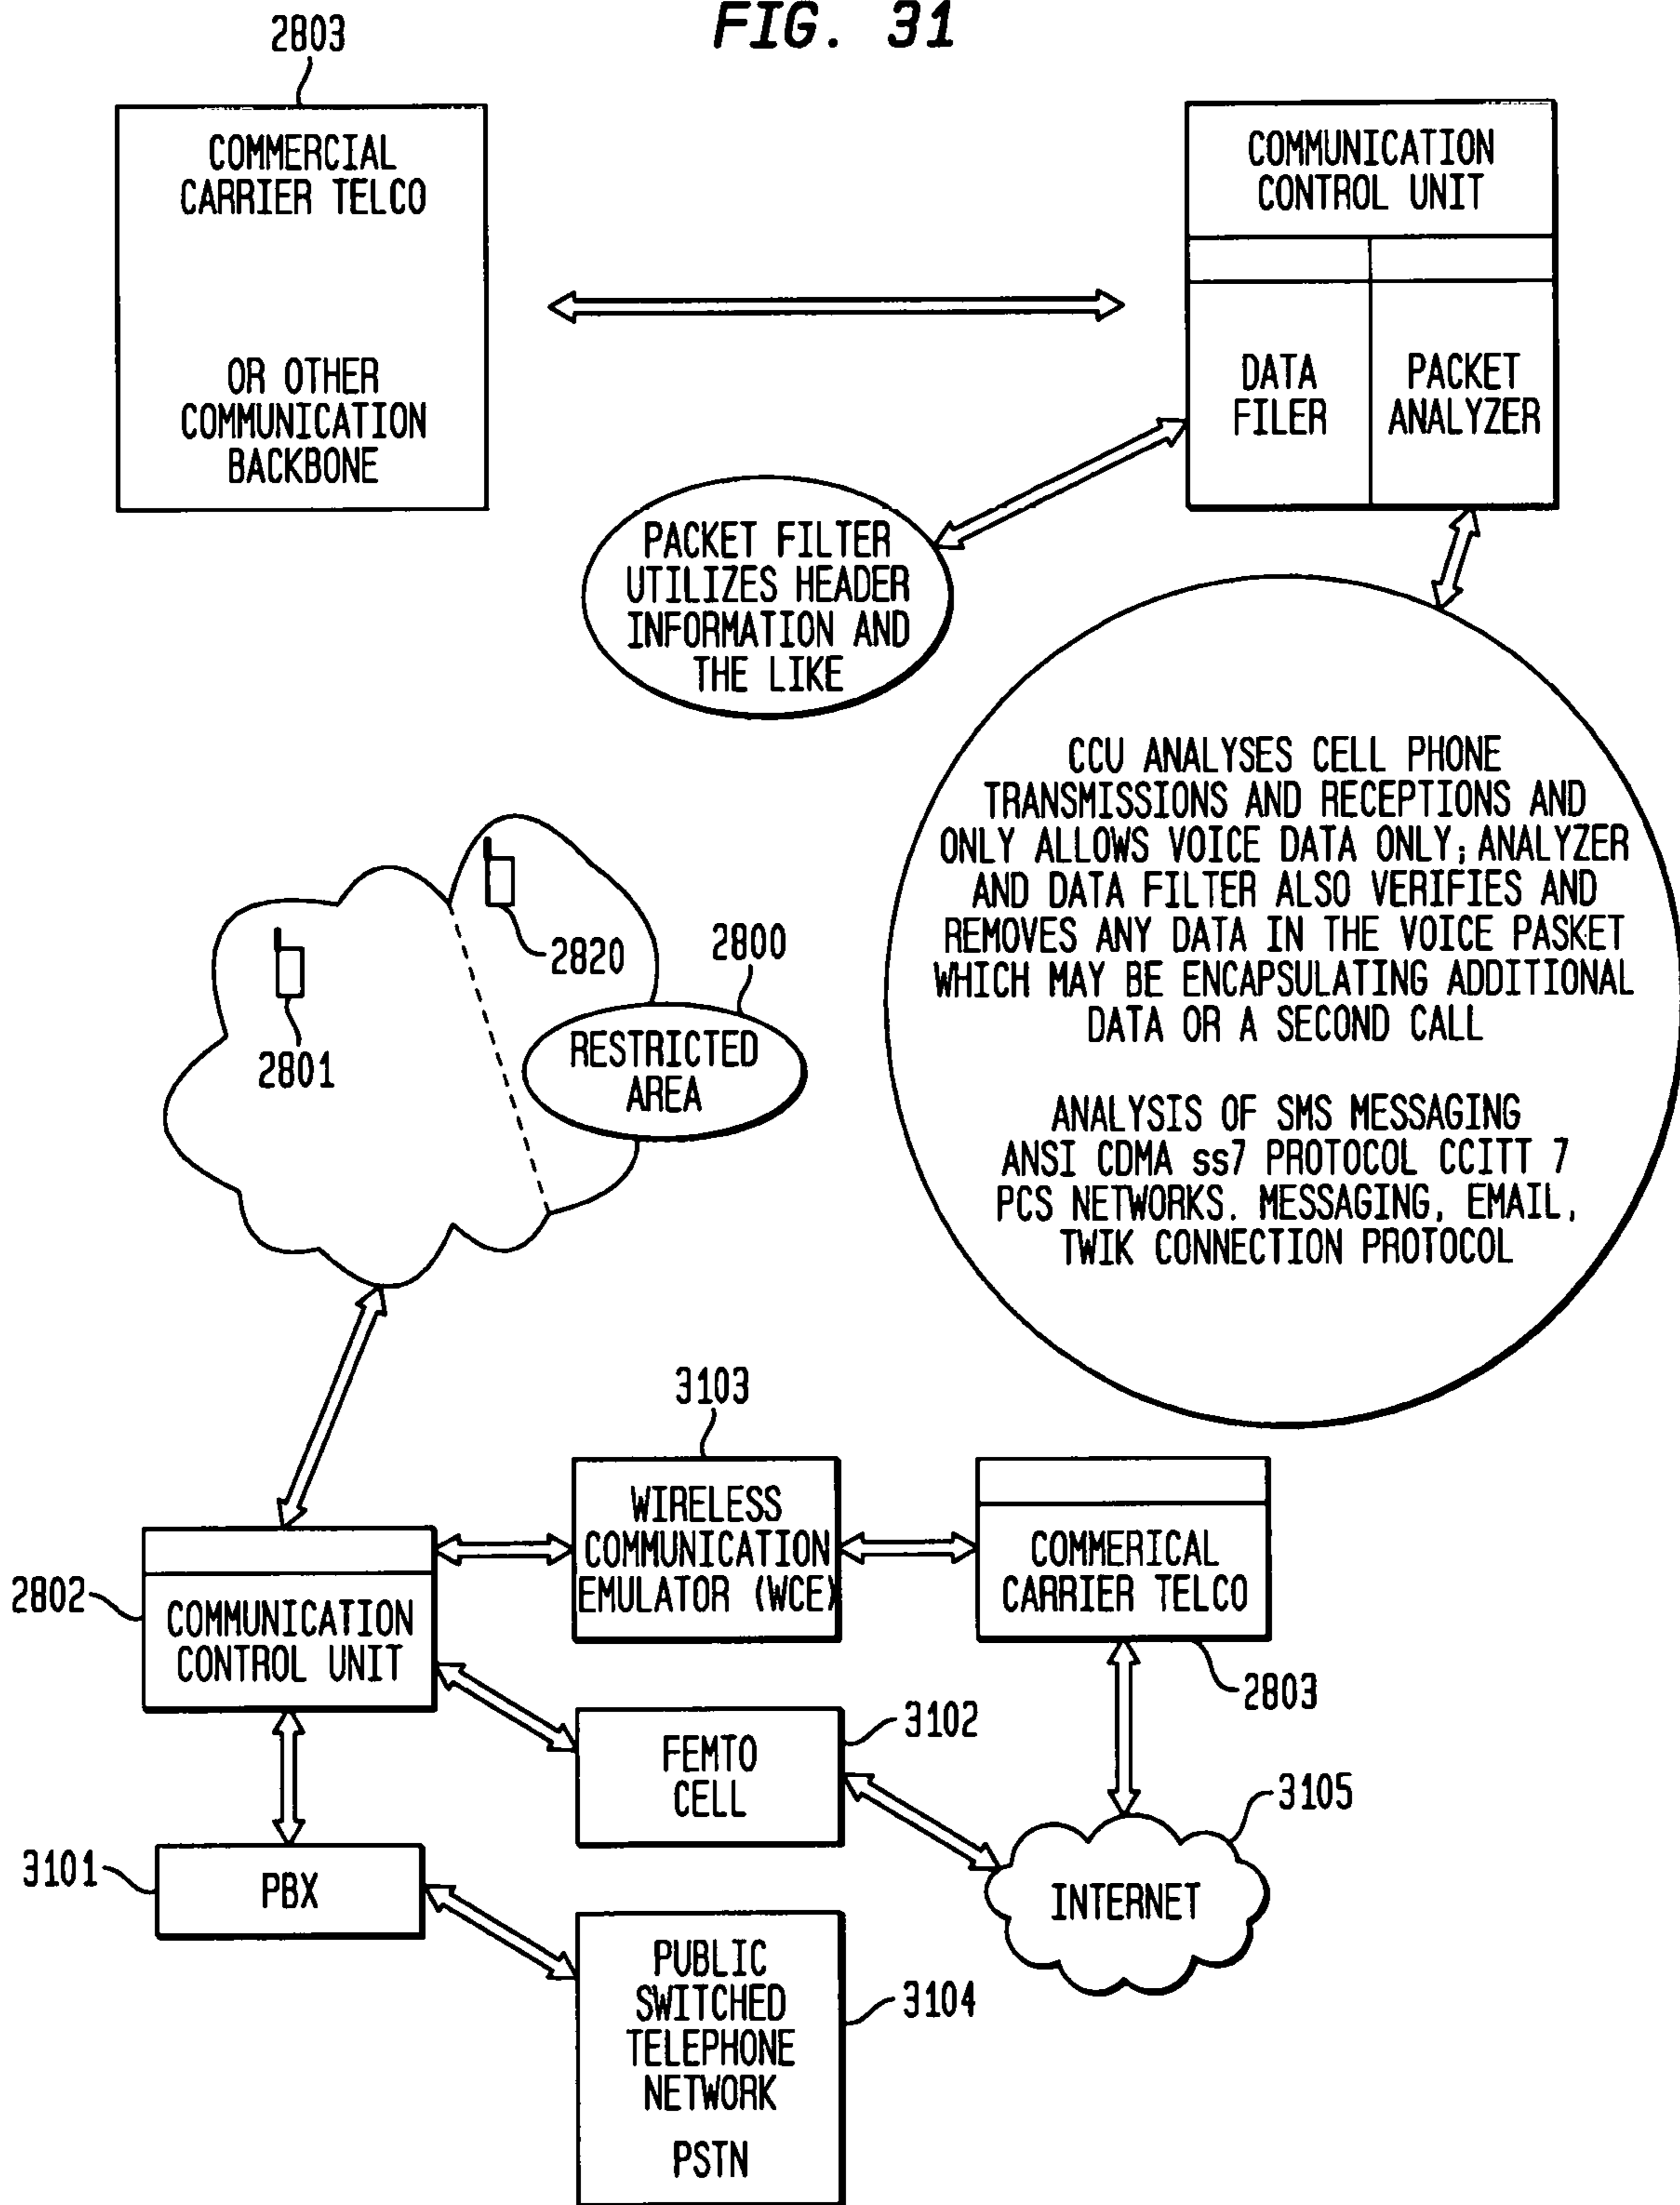 FIG. 31
2803
COMMERCIAL
CARRIER TELCO
OR OTHER
COMMUNICATION
BACKBONE
COMMUNICATION
CONTROL UNIT
DATA
FILER
PACKET
ANALYZER
PACKET FILTER
UTILIZES HEADER
INFORMATION AND
THE LIKE
CCU ANALYSES CELL PHONE
TRANSMISSIONS AND RECEPTIONS AND
ONLY ALLOWS VOICE DATA ONLY; ANALYZER
AND DATA FILTER ALSO VERIFIES AND
REMOVES ANY DATA IN THE VOICE PASKET
WHICH MAY BE ENCAPSULATING ADDITIONAL
DATA OR A SECOND CALL
ANALYSIS OF SMS MESSAGING
ANSI CDMA ss7 PROTOCOL CCITT 7
PCS NETWORKS. MESSAGING, EMAIL,
TWIK CONNECTION PROTOCOL
2820
2800
2801
RESTRICTED
AREA
3103
WIRELESS
COMMUNICATION
EMULATOR (WCE)
COMMERICAL
CARRIER TELCO
2803
2802
COMMUNICATION
CONTROL UNIT
3102
FEMTO
CELL
3105
INTERNET
3101
PBX
PUBLIC
SWITCHED
TELEPHONE
NETWORK
PSTN
3104